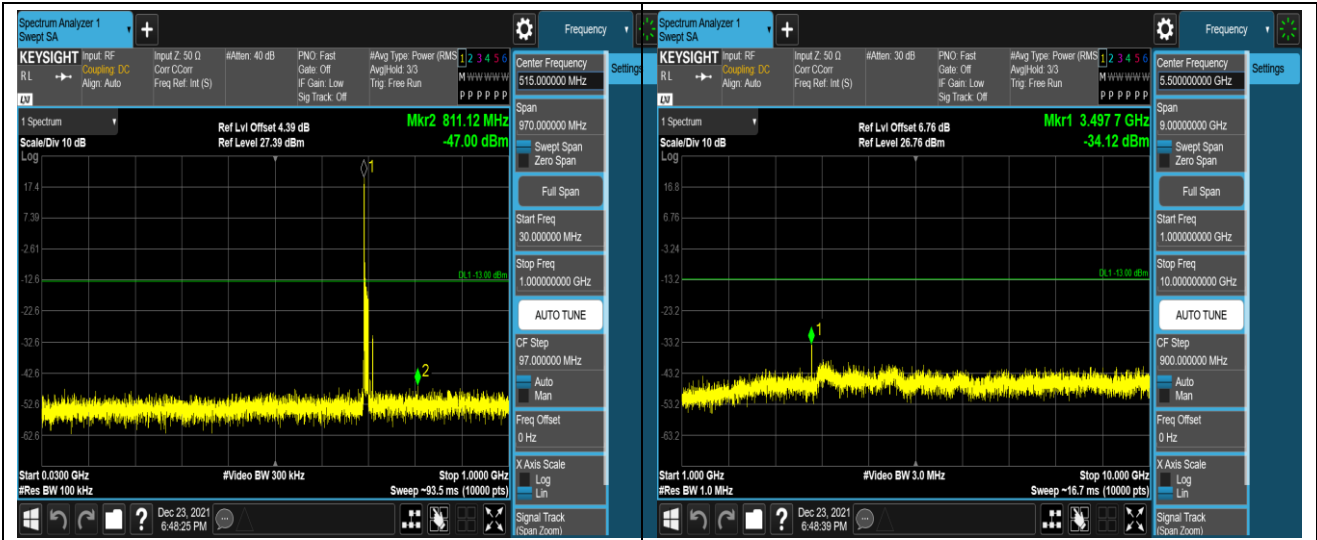 Spectrum Analyzer 1
Swept SA
+
Frequency
KEYSIGHT
Input: RF
Coupling: DC
Align: Auto
Input Z: 50 Ω
Corr CCorr
Freq Ref: Int (S)
#Atten: 40 dB
PNO: Fast
Gate: Off
IF Gain: Low
Sig Track: Off
#Avg Type: Power (RMS
Avg|Hold: 3/3
Trig: Free Run
1 2 3 4 5 6
M W W W W W
P P P P P P
RL
LXI
Center Frequency
515.000000 MHz
Settings
1 Spectrum
Scale/Div 10 dB
Log
Ref Lvl Offset 4.39 dB
Ref Level 27.39 dBm
Mkr2 811.12 MHz
-47.00 dBm
Span
970.000000 MHz
Swept Span
Zero Span
Full Span
Start Freq
30.000000 MHz
Stop Freq
1.000000000 GHz
AUTO TUNE
CF Step
97.000000 MHz
Auto
Man
Freq Offset
0 Hz
X Axis Scale
Log
Lin
Signal Track
(Span Zoom)
1
17.4
7.39
-2.61
-12.6
DL1 -13.00 dBm
-22.6
-32.6
-42.6
2
-52.6
-62.6
Start 0.0300 GHz
#Video BW 300 kHz
Stop 1.0000 GHz
#Res BW 100 kHz
Sweep ~93.5 ms (10000 pts)
?
Dec 23, 2021
6:48:25 PM
Spectrum Analyzer 1
Swept SA
+
Frequency
KEYSIGHT
Input: RF
Coupling: DC
Align: Auto
Input Z: 50 Ω
Corr CCorr
Freq Ref: Int (S)
#Atten: 30 dB
PNO: Fast
Gate: Off
IF Gain: Low
Sig Track: Off
#Avg Type: Power (RMS
Avg|Hold: 3/3
Trig: Free Run
1 2 3 4 5 6
M W W W W W
P P P P P P
RL
LXI
Center Frequency
5.500000000 GHz
Settings
1 Spectrum
Scale/Div 10 dB
Log
Ref Lvl Offset 6.76 dB
Ref Level 26.76 dBm
Mkr1 3.497 7 GHz
-34.12 dBm
Span
9.00000000 GHz
Swept Span
Zero Span
Full Span
Start Freq
1.000000000 GHz
Stop Freq
10.000000000 GHz
AUTO TUNE
CF Step
900.000000 MHz
Auto
Man
Freq Offset
0 Hz
X Axis Scale
Log
Lin
Signal Track
(Span Zoom)
16.8
6.76
-3.24
-13.2
DL1 -13.00 dBm
-23.2
-33.2
1
-43.2
-53.2
-63.2
Start 1.000 GHz
#Video BW 3.0 MHz
Stop 10.000 GHz
#Res BW 1.0 MHz
Sweep ~16.7 ms (10000 pts)
?
Dec 23, 2021
6:48:39 PM